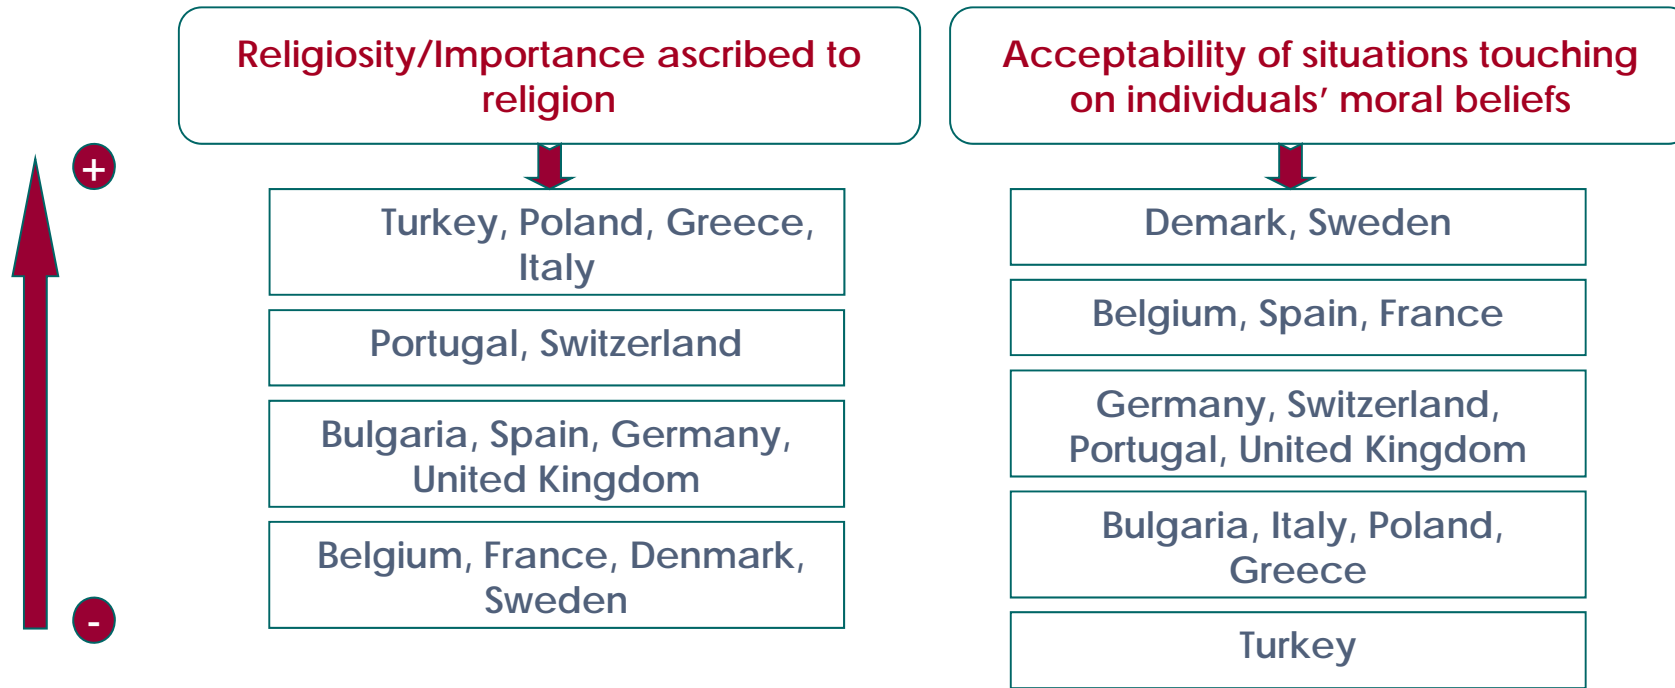 Religiosity/Importance ascribed to
religion
Acceptability of situations touching
on individuals’ moral beliefs
+
Turkey, Poland, Greece,
Italy
Portugal, Switzerland
Bulgaria, Spain, Germany,
United Kingdom
Belgium, France, Denmark,
Sweden
-
Demark, Sweden
Belgium, Spain, France
Germany, Switzerland,
Portugal, United Kingdom
Bulgaria, Italy, Poland,
Greece
Turkey